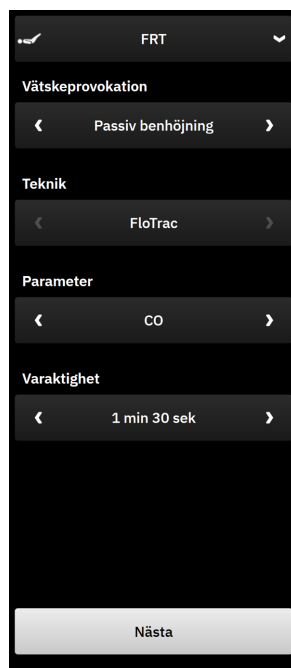 FRT
Vätskeprovokation
Passiv benhöjning
Teknik
FloTrac
Parameter
CO
Varaktighet
1 min 30 sek
Nästa